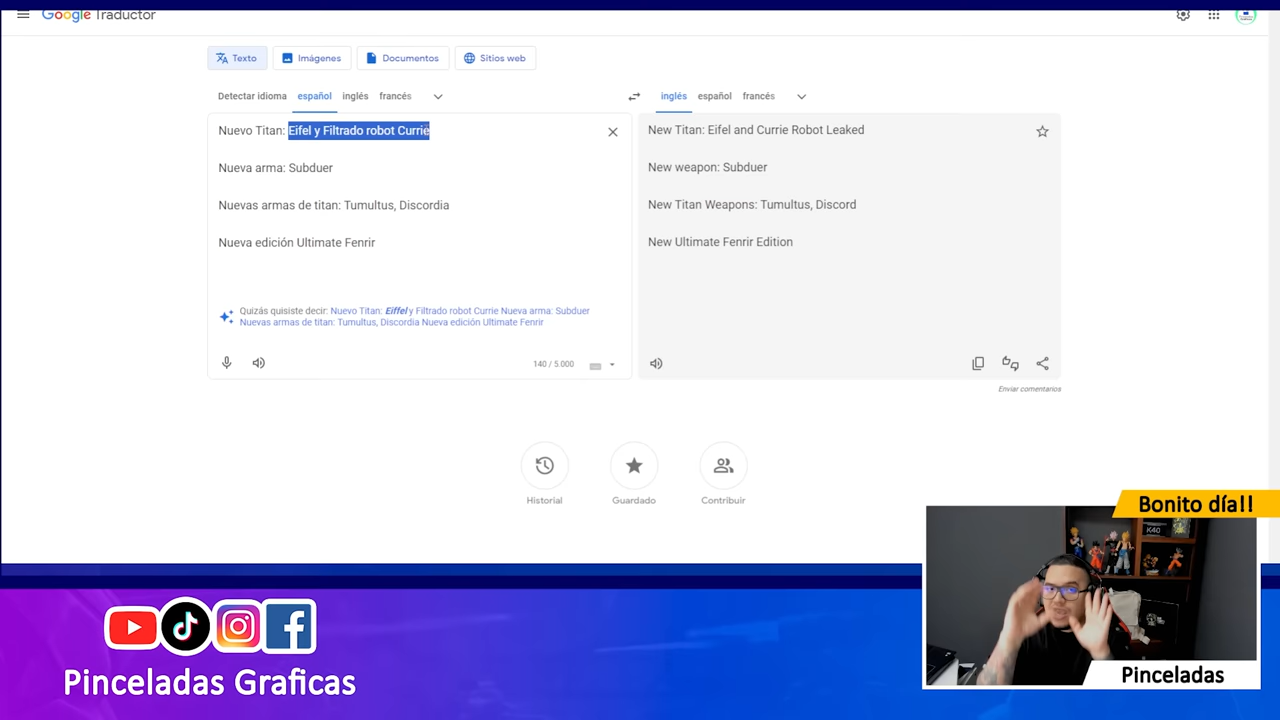 Google Traductor
Texto
Imágenes
Documentos
Sitios web
Detectar idioma
español
inglés
francés
inglés
español
francés
Nuevo Titan: Eifel y Filtrado robot Currie
Nueva arma: Subduer
Nuevas armas de titan: Tumultus, Discordia
Nueva edición Ultimate Fenrir
Quizás quisiste decir: Nuevo Titan: Eiffel y Filtrado robot Currie Nueva arma: Subduer
Nuevas armas de titan: Tumultus, Discordia Nueva edición Ultimate Fenrir
140 / 5.000
New Titan: Eifel and Currie Robot Leaked
New weapon: Subduer
New Titan Weapons: Tumultus, Discord
New Ultimate Fenrir Edition
Enviar comentarios
Historial
Guardado
Contribuir
Bonito día!!
K40
Pinceladas
Pinceladas Graficas